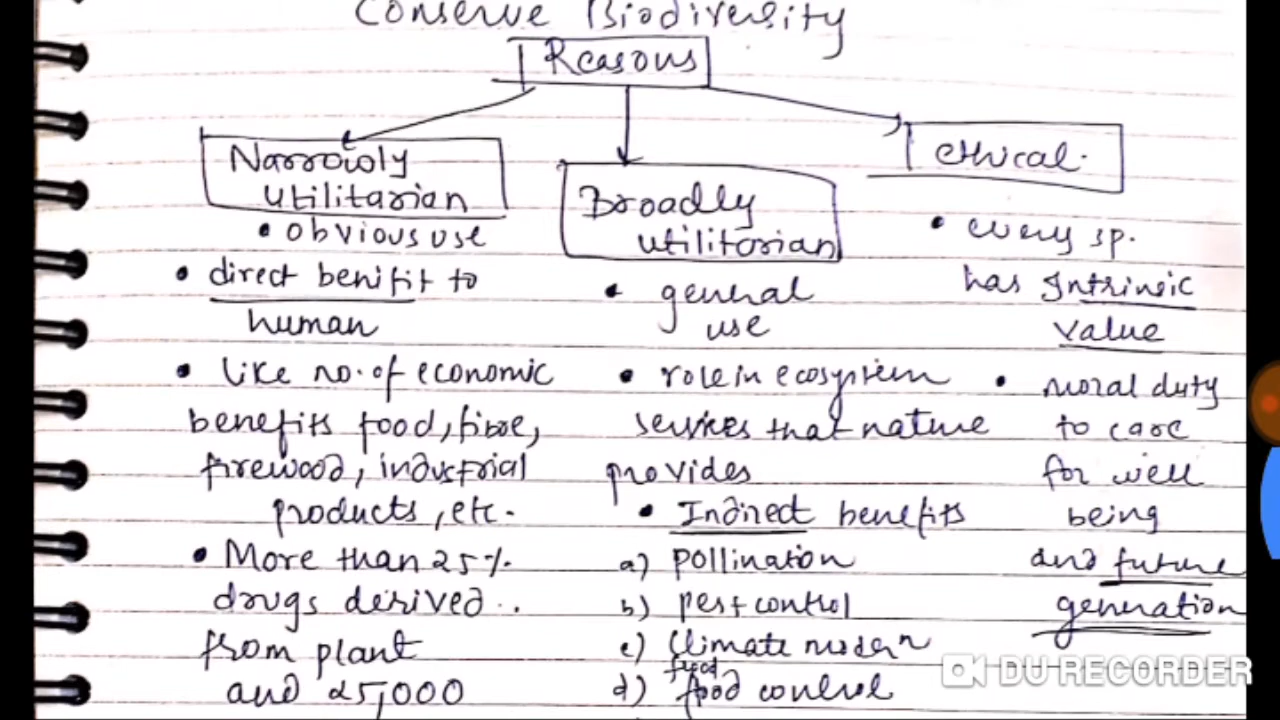 Conserve Biodiversity
Reasons
Narrowly
utilitarian
• obvious use
• direct benifit to
human
• like no. of economic
benefits food, fibre,
firewood, industrial
products, etc.
• More than 25%
drugs derived..
from plant
and 25,000
Broadly
utilitorian
• general
use
• role in ecosystem
services that nature
provides
• Indirect benefits
a) pollination
b) pest control
c) climate moder^n
d) food control
flood
ethical.
• every sp.
has Intrinsic
value
• moral duty
to care
for well
being
and future
generation
DU RECORDER